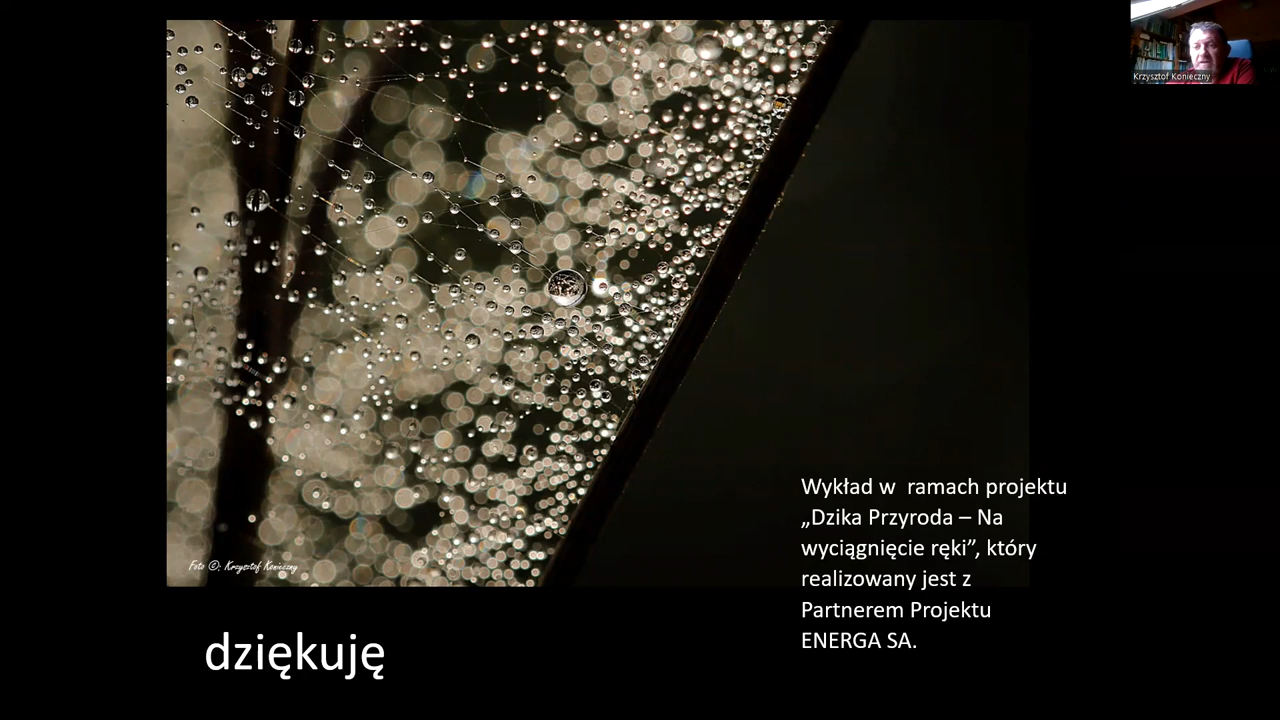 Krzysztof Konieczny
Wykład w ramach projektu
„Dzika Przyroda – Na
wyciągnięcie ręki”, który
realizowany jest z
Partnerem Projektu
ENERGA SA.
Foto ©: Krzysztof Konieczny
dziękuję